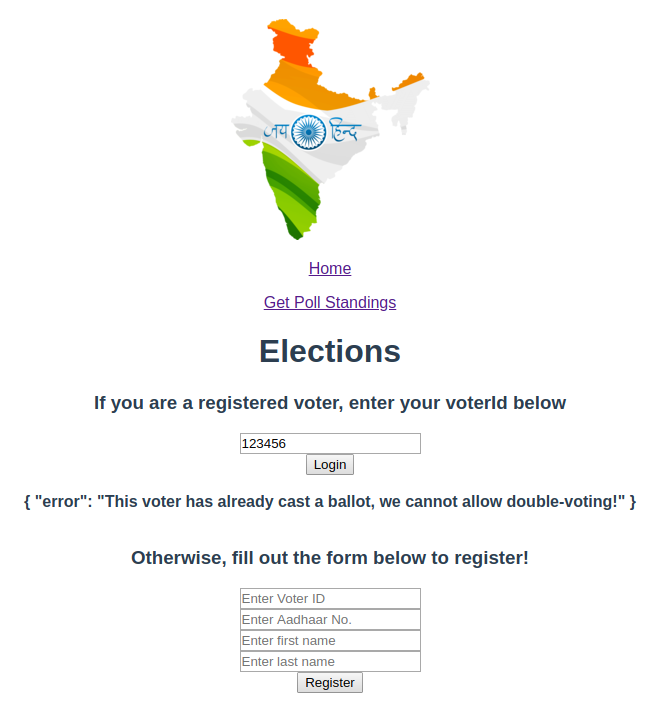 जय हिन्द
Home
Get Poll Standings
Elections
If you are a registered voter, enter your voterId below
123456
Login
{ "error": "This voter has already cast a ballot, we cannot allow double-voting!" }
Otherwise, fill out the form below to register!
Enter Voter ID
Enter Aadhaar No.
Enter first name
Enter last name
Register